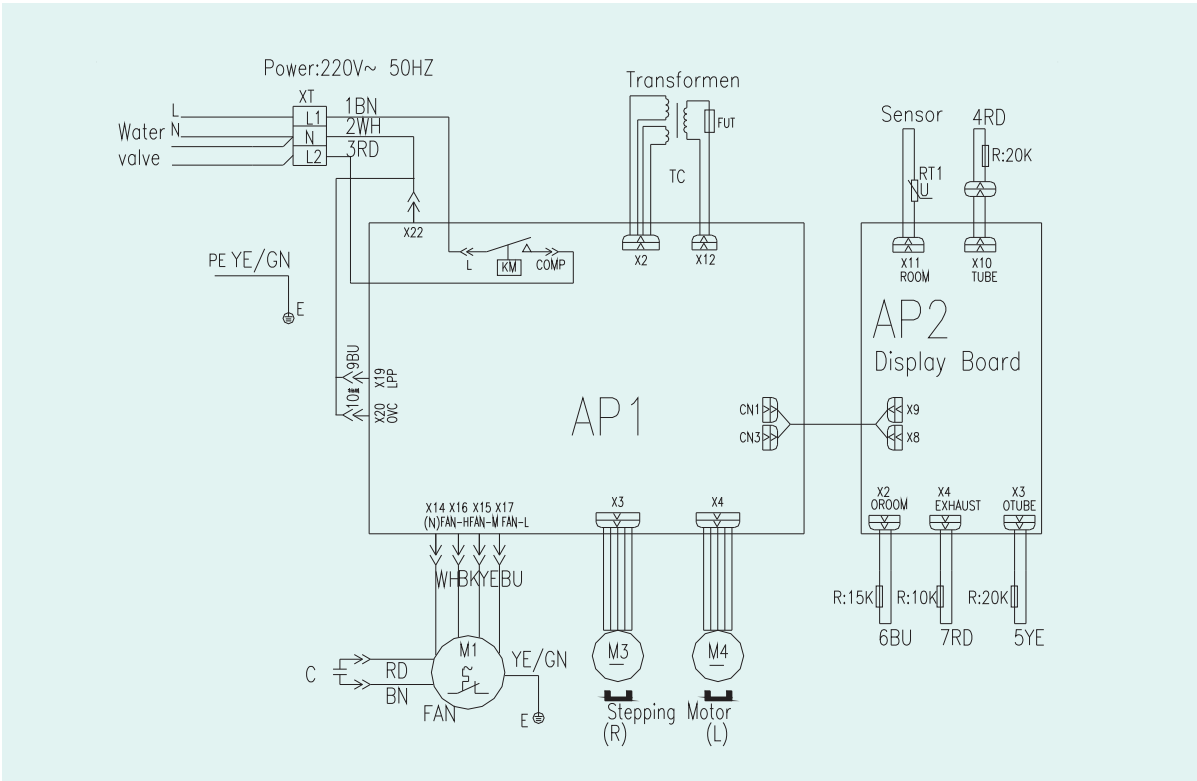 Power:220V~ 50HZ
XT
L
L1
1BN
Water N
N
2WH
valve
L2
3RD
Transformen
FUT
TC
Sensor
4RD
R:20K
RT1
U
X22
L
KM
COMP
X2
X12
X11
ROOM
X10
TUBE
PE YE/GN
E
AP2
Display Board
9BU
X19
LPP
10
X20
OVC
AP1
CN1
CN3
X9
X8
X14 X16 X15 X17
(N)FAN-HFAN-M FAN-L
X3
X4
X2
OROOM
X4
EXHAUST
X3
OTUBE
WHBKYEBU
R:15K
R:10K
R:20K
6BU
7RD
5YE
M1
YE/GN
M3
M4
C
RD
BN
FAN
E
Stepping Motor
(R)
(L)